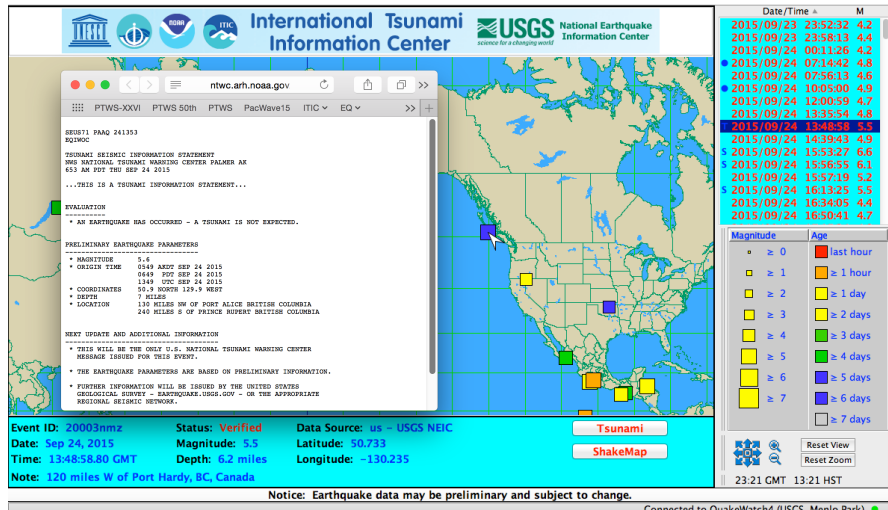 International Tsunami
Information Center
NOAA
ITIC
USGS
science for a changing world
National Earthquake
Information Center
Date/Time M
2015/09/23 23:52:32 4.2
2015/09/23 23:58:13 4.4
2015/09/24 00:11:26 4.2
2015/09/24 07:14:42 4.8
2015/09/24 07:56:13 4.6
2015/09/24 10:05:00 4.9
2015/09/24 12:00:59 4.7
2015/09/24 13:35:54 4.8
2015/09/24 13:48:58 5.5
2015/09/24 14:39:43 4.9
S 2015/09/24 15:53:27 6.6
S 2015/09/24 15:56:55 6.1
2015/09/24 15:57:19 5.2
S 2015/09/24 16:13:25 5.5
2015/09/24 16:34:05 4.4
2015/09/24 16:50:41 4.7
ntwc.arh.noaa.gov
PTWS-XXVI PTWS 50th PTWS PacWave15 ITIC EQ >> +
SEUS71 PAAQ 241353
EQIWOC
TSUNAMI SEISMIC INFORMATION STATEMENT
NWS NATIONAL TSUNAMI WARNING CENTER PALMER AK
653 AM PDT THU SEP 24 2015
...THIS IS A TSUNAMI INFORMATION STATEMENT...
EVALUATION
----------
* AN EARTHQUAKE HAS OCCURRED - A TSUNAMI IS NOT EXPECTED.
PRELIMINARY EARTHQUAKE PARAMETERS
---------------------------------
* MAGNITUDE 5.6
* ORIGIN TIME 0549 AKDT SEP 24 2015
0649 PDT SEP 24 2015
1349 UTC SEP 24 2015
* COORDINATES 50.9 NORTH 129.9 WEST
* DEPTH 7 MILES
* LOCATION 130 MILES NW OF PORT ALICE BRITISH COLUMBIA
240 MILES S OF PRINCE RUPERT BRITISH COLUMBIA
NEXT UPDATE AND ADDITIONAL INFORMATION
--------------------------------------
* THIS WILL BE THE ONLY U.S. NATIONAL TSUNAMI WARNING CENTER
MESSAGE ISSUED FOR THIS EVENT.
* THE EARTHQUAKE PARAMETERS ARE BASED ON PRELIMINARY INFORMATION.
* FURTHER INFORMATION WILL BE ISSUED BY THE UNITED STATES
GEOLOGICAL SURVEY - EARTHQUAKE.USGS.GOV - OR THE APPROPRIATE
REGIONAL SEISMIC NETWORK.
Magnitude Age
≥ 0 last hour
≥ 1 ≥ 1 hour
≥ 2 ≥ 1 day
≥ 3 ≥ 2 days
≥ 4 ≥ 3 days
≥ 5 ≥ 4 days
≥ 6 ≥ 5 days
≥ 7 ≥ 6 days
≥ 7 days
Event ID: 20003nmz Status: Verified Data Source: us - USGS NEIC
Tsunami
Date: Sep 24, 2015 Magnitude: 5.5 Latitude: 50.733
Time: 13:48:58.80 GMT Depth: 6.2 miles Longitude: -130.235
ShakeMap
Note: 120 miles W of Port Hardy, BC, Canada
Reset View
Reset Zoom
23:21 GMT 13:21 HST
Notice: Earthquake data may be preliminary and subject to change.
Connected to QuakeWatch4 (USGS, Menlo Park)